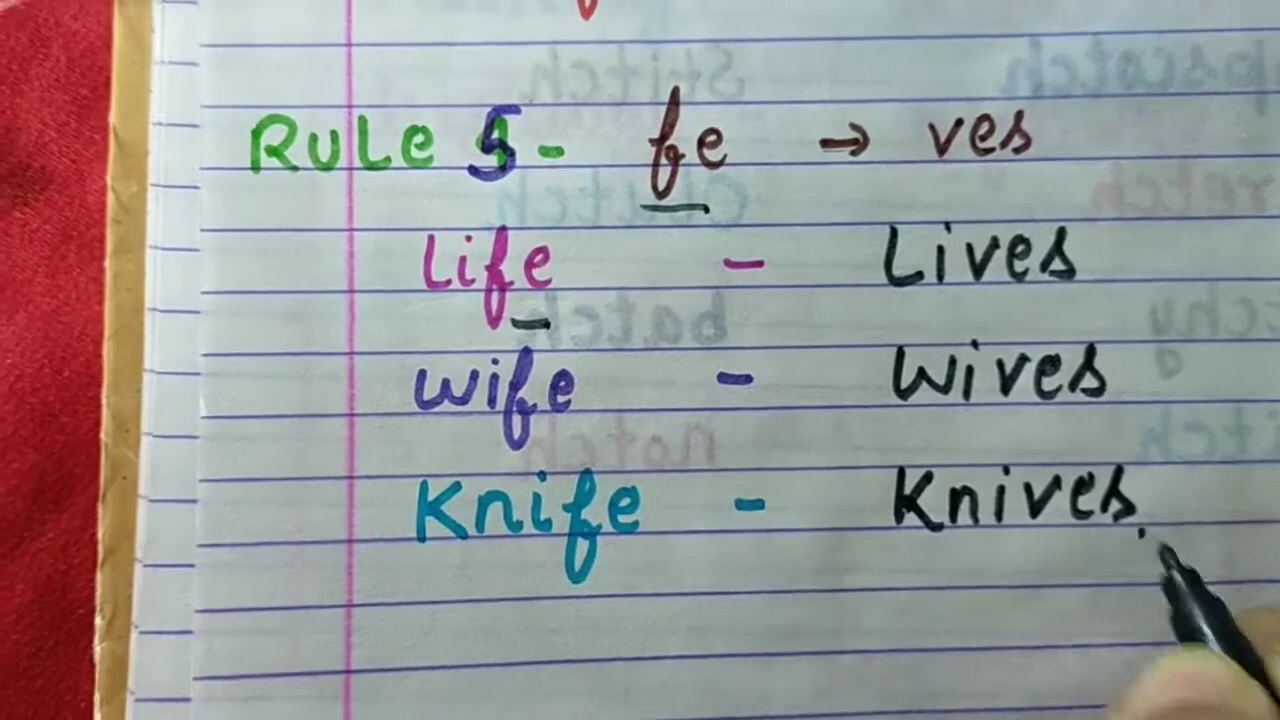 RULE 5- fe → ves
Life - Lives
Wife - Wives
Knife - Knives.